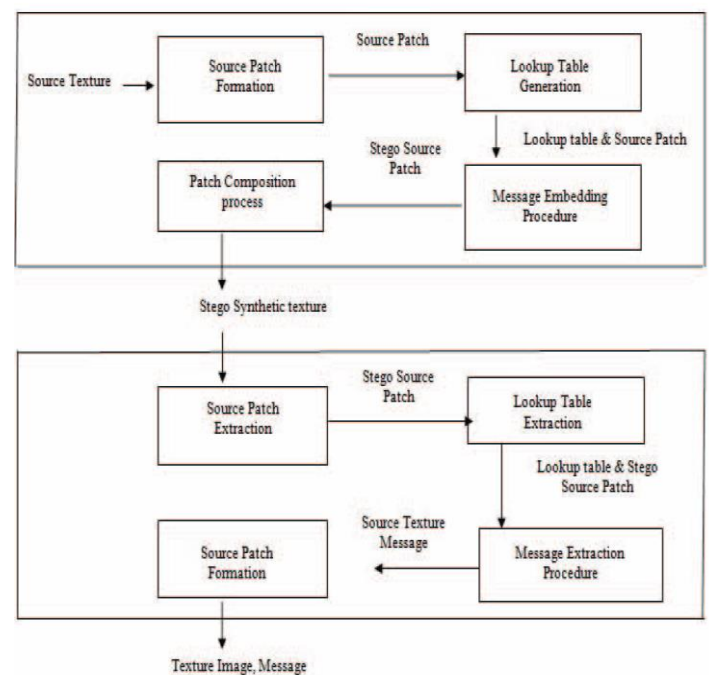 Source Texture
Source Patch
Formation
Source Patch
Lookup Table
Generation
Lookup table & Source Patch
Message Embedding
Procedure
Stego Source
Patch
Patch Composition
process
Stego Synthetic texture
Source Patch
Extraction
Stego Source
Patch
Lookup Table
Extraction
Lookup table & Stego
Source Patch
Message Extraction
Procedure
Source Texture
Message
Source Patch
Formation
Texture Image, Message